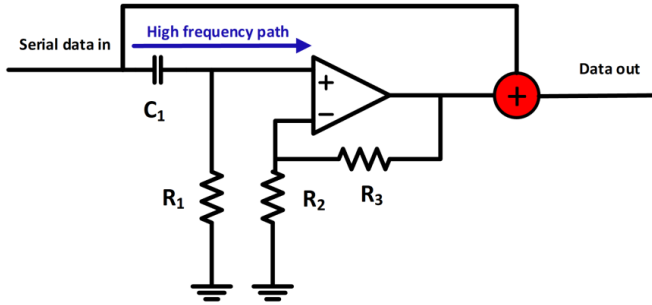 High frequency path
Serial data in
Data out
+
−
+
C1
R1
R2
R3